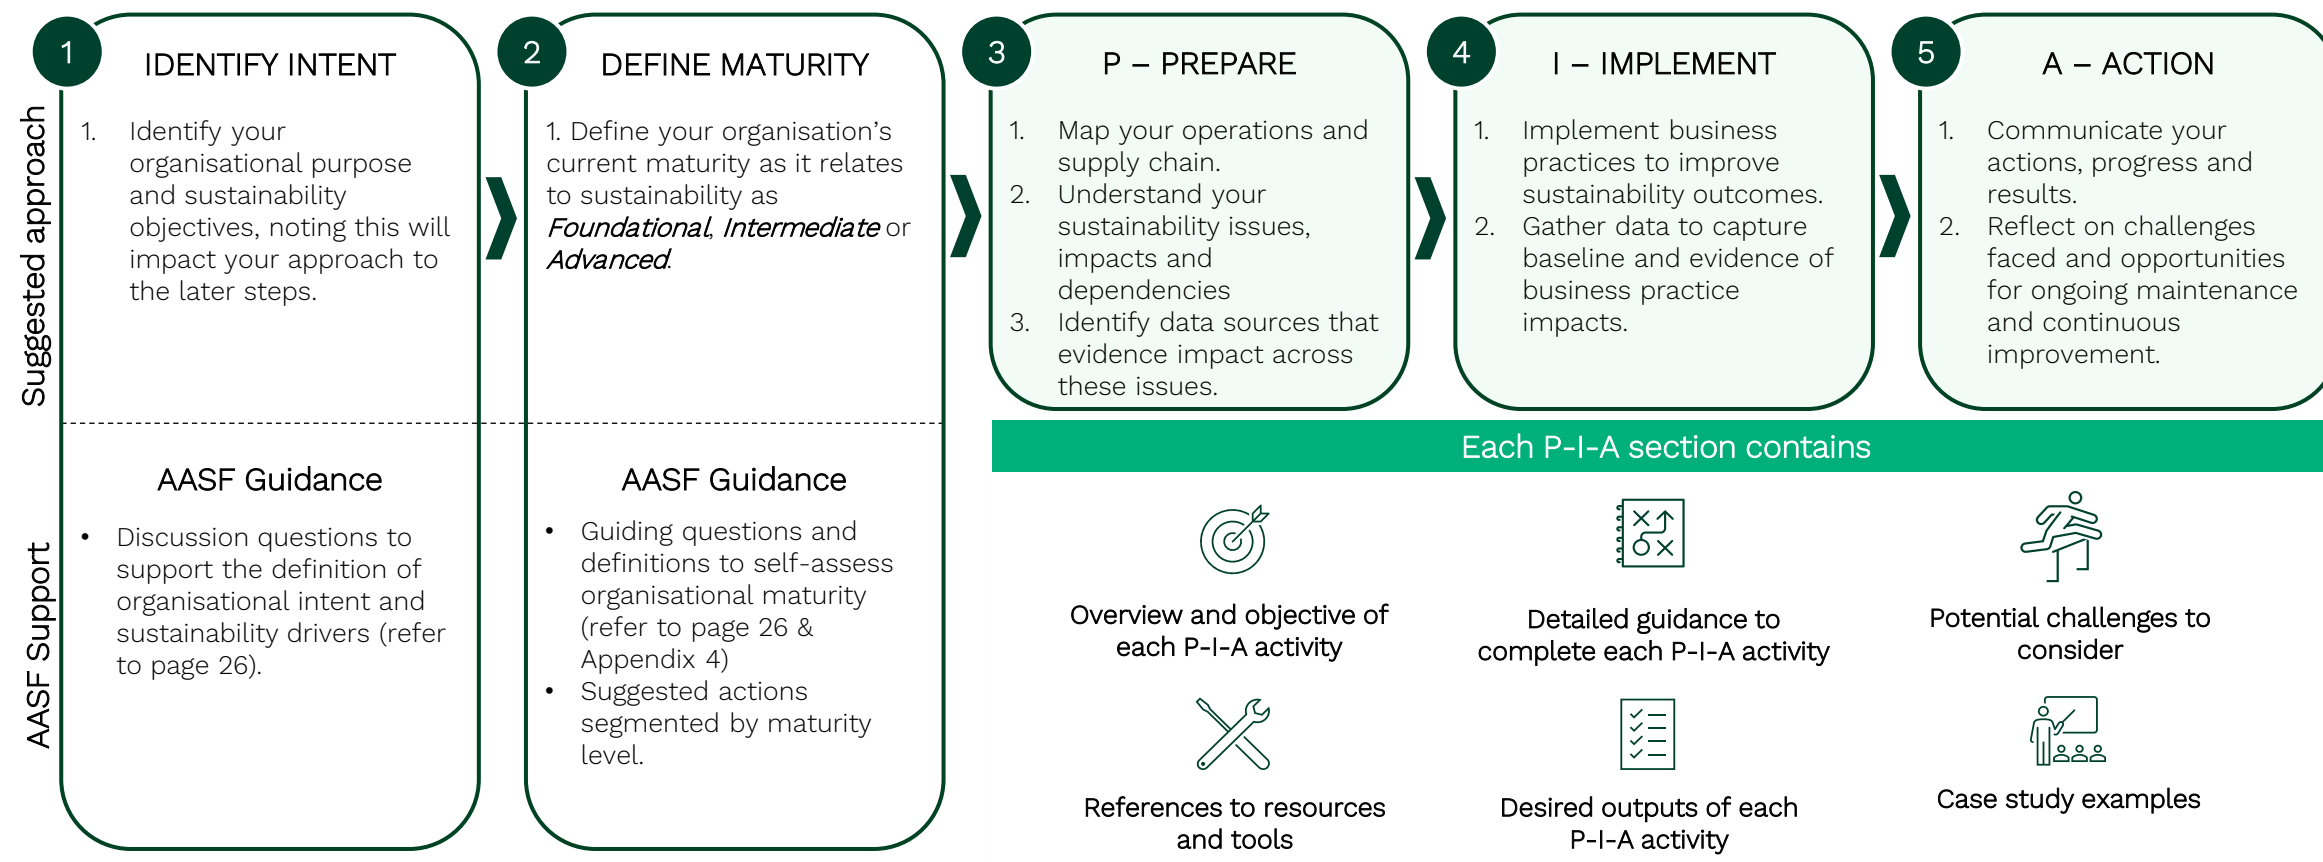 Suggested approach
1
IDENTIFY INTENT
1. Identify your
organisational purpose
and sustainability
objectives, noting this will
impact your approach to
the later steps.
2
DEFINE MATURITY
1. Define your organisation’s
current maturity as it relates
to sustainability as
Foundational, Intermediate or
Advanced.
3
P – PREPARE
1. Map your operations and
supply chain.
2. Understand your
sustainability issues,
impacts and
dependencies
3. Identify data sources that
evidence impact across
these issues.
4
I – IMPLEMENT
1. Implement business
practices to improve
sustainability outcomes.
2. Gather data to capture
baseline and evidence of
business practice
impacts.
5
A – ACTION
1. Communicate your
actions, progress and
results.
2. Reflect on challenges
faced and opportunities
for ongoing maintenance
and continuous
improvement.
AASF Support
AASF Guidance
• Discussion questions to
support the definition of
organisational intent and
sustainability drivers (refer
to page 26).
AASF Guidance
• Guiding questions and
definitions to self-assess
organisational maturity
(refer to page 26 &
Appendix 4)
• Suggested actions
segmented by maturity
level.
Each P-I-A section contains
Overview and objective of
each P-I-A activity
Detailed guidance to
complete each P-I-A activity
Potential challenges to
consider
References to resources
and tools
Desired outputs of each
P-I-A activity
Case study examples